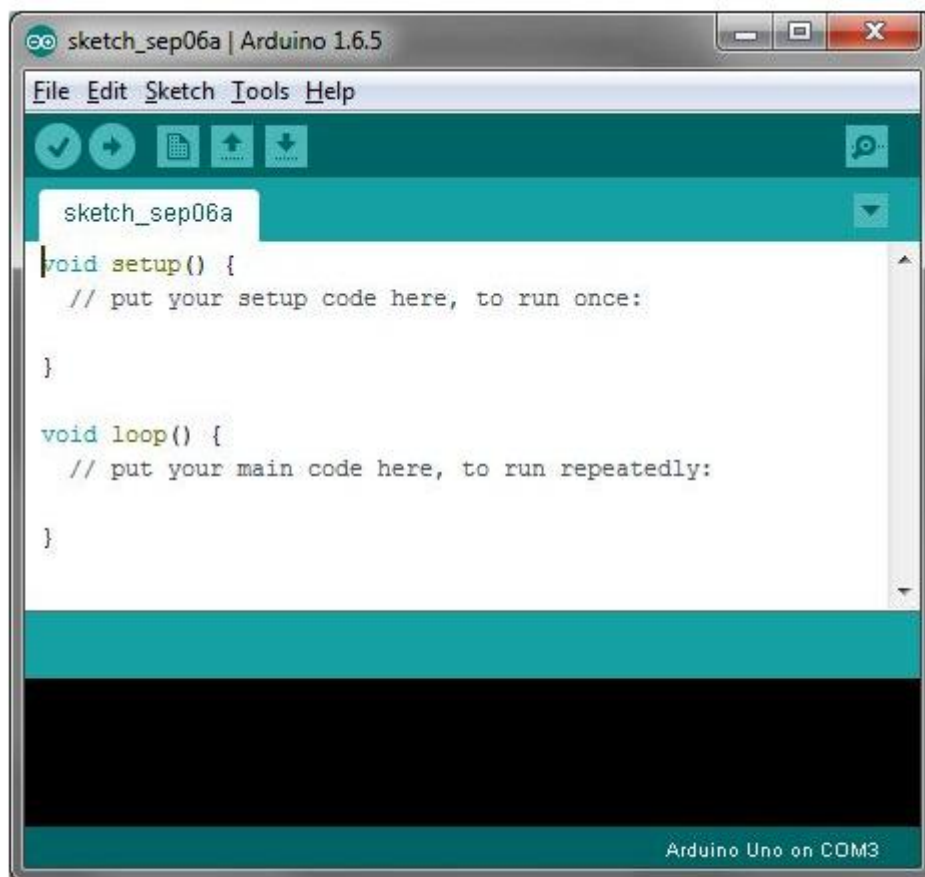 sketch_sep06a | Arduino 1.6.5
File Edit Sketch Tools Help
sketch_sep06a
void setup() {
  // put your setup code here, to run once:
}
void loop() {
  // put your main code here, to run repeatedly:
}
Arduino Uno on COM3